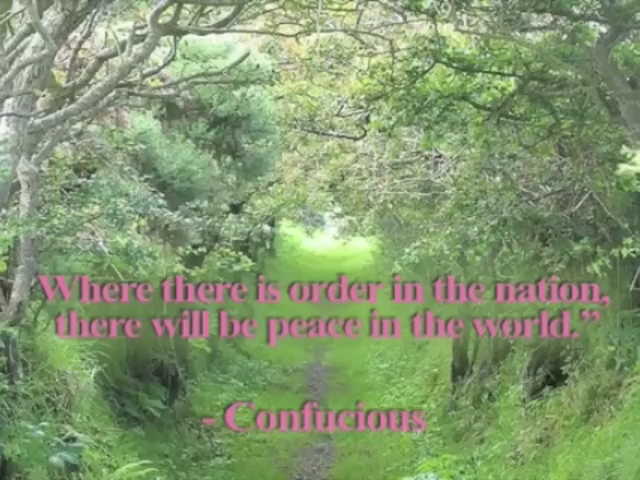 Where there is order in the nation,
there will be peace in the world.”
- Confucious